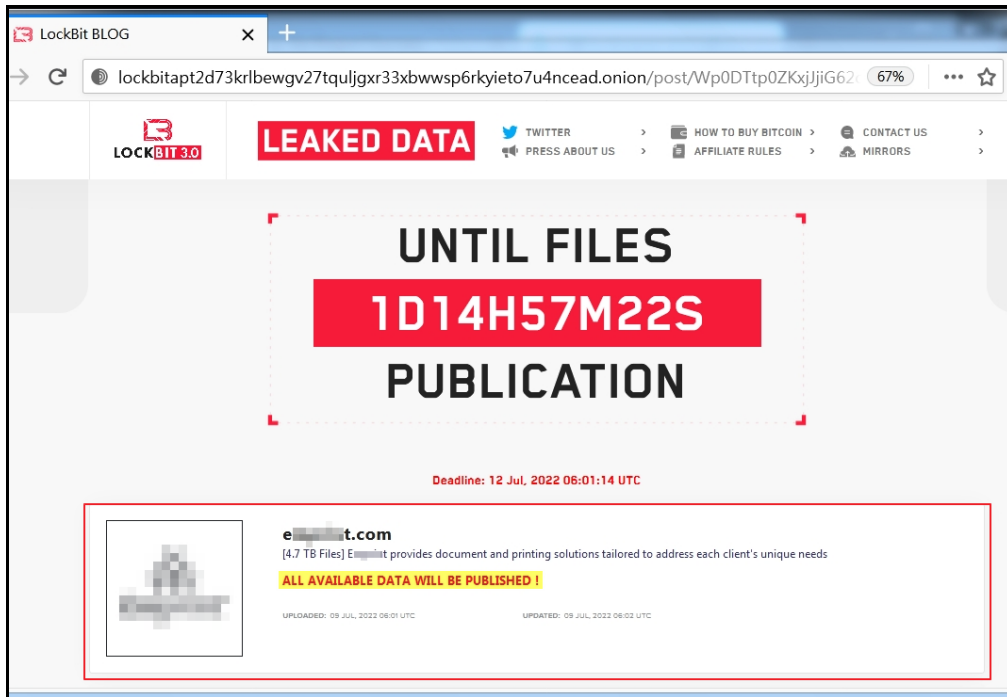 LockBit BLOG
lockbitapt2d73krlbewgv27tquljgxr33xbwwsp6rkyieto7u4ncead.onion/post/Wp0DTtp0ZKxjJjiG62 67%
LOCKBIT 3.0
LEAKED DATA
TWITTER
HOW TO BUY BITCOIN
CONTACT US
PRESS ABOUT US
AFFILIATE RULES
MIRRORS
UNTIL FILES
1D14H57M22S
PUBLICATION
Deadline: 12 Jul, 2022 06:01:14 UTC
e t.com
[4.7 TB Files] provides document and printing solutions tailored to address each client's unique needs
ALL AVAILABLE DATA WILL BE PUBLISHED !
UPLOADED: 09 JUL, 2022 06:01 UTC
UPDATED: 09 JUL, 2022 06:02 UTC